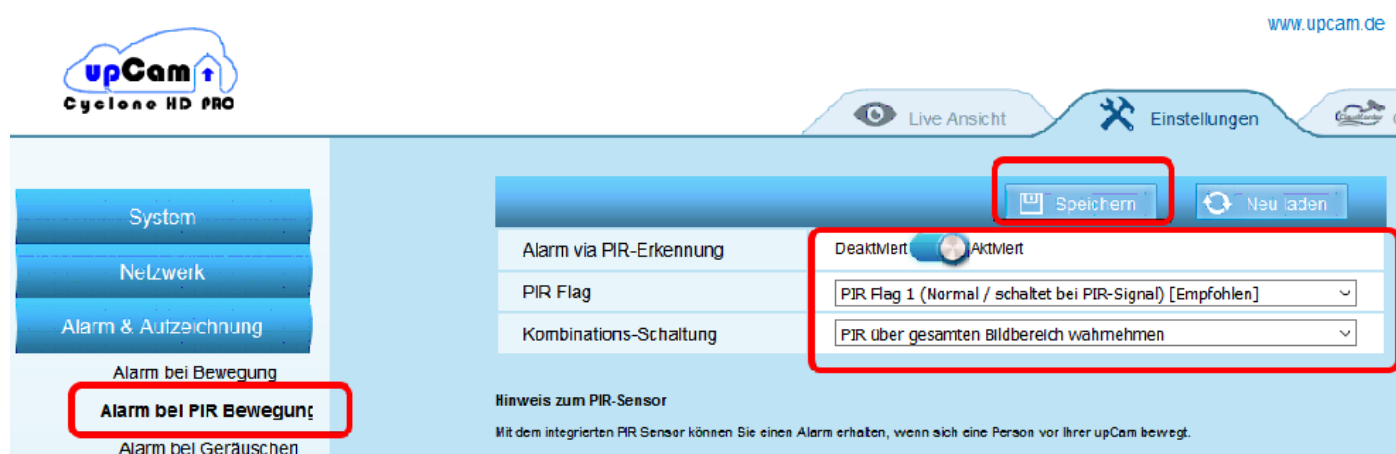 www.upcam.de
upCam
Cyclone HD PRO
Live Ansicht
Einstellungen
Speichern
Neu laden
System
Netzwerk
Alarm & Aufzeichnung
Alarm bei Bewegung
Alarm bei PIR Bewegung
Alarm bei Geräuschen
Alarm via PIR-Erkennung
Deaktiviert Aktiviert
PIR Flag
PIR Flag 1 (Normal / schaltet bei PIR-Signal) [Empfohlen]
Kombinations-Schaltung
PIR über gesamten Bildbereich wahrnehmen
Hinweis zum PIR-Sensor
Mit dem integrierten PIR Sensor können Sie einen Alarm erhalten, wenn sich eine Person vor Ihrer upCam bewegt.